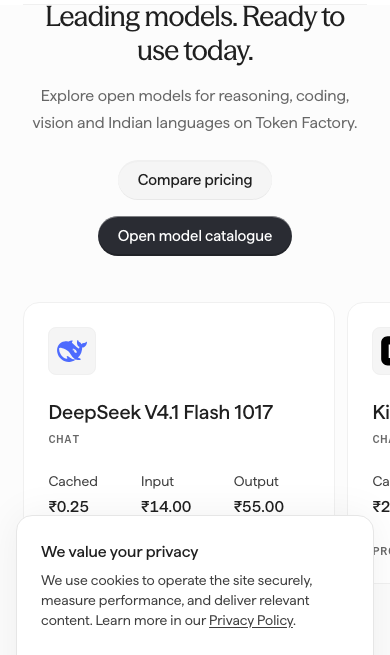 Leading models. Ready to
use today.
Explore open models for reasoning, coding,
vision and Indian languages on Token Factory.
Compare pricing
Open model catalogue
DeepSeek V4.1 Flash 1017
CHAT
Cached Input Output
₹0.25 ₹14.00 ₹55.00
We value your privacy
We use cookies to operate the site securely,
measure performance, and deliver relevant
content. Learn more in our Privacy Policy.